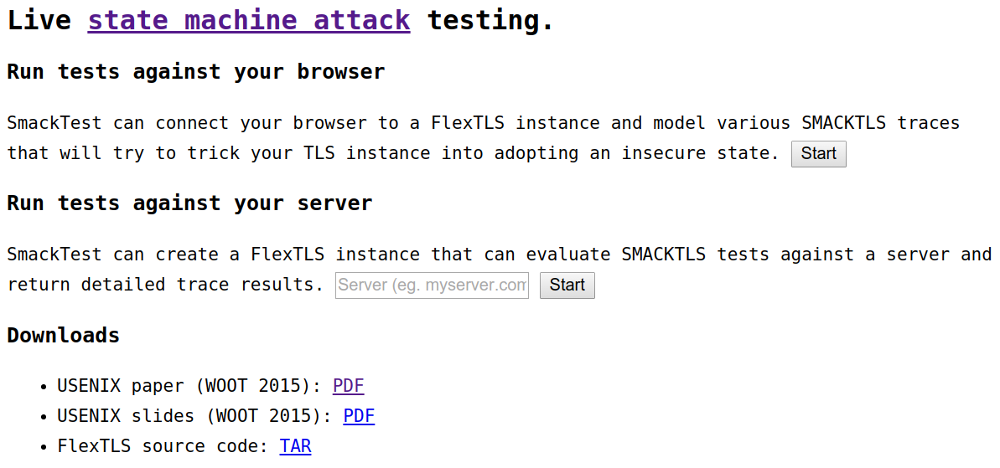 Live state machine attack testing.
Run tests against your browser
SmackTest can connect your browser to a FlexTLS instance and model various SMACKTLS traces
that will try to trick your TLS instance into adopting an insecure state. Start
Run tests against your server
SmackTest can create a FlexTLS instance that can evaluate SMACKTLS tests against a server and
return detailed trace results. Server (eg. myserver.com Start
Downloads
• USENIX paper (WOOT 2015): PDF
• USENIX slides (WOOT 2015): PDF
• FlexTLS source code: TAR